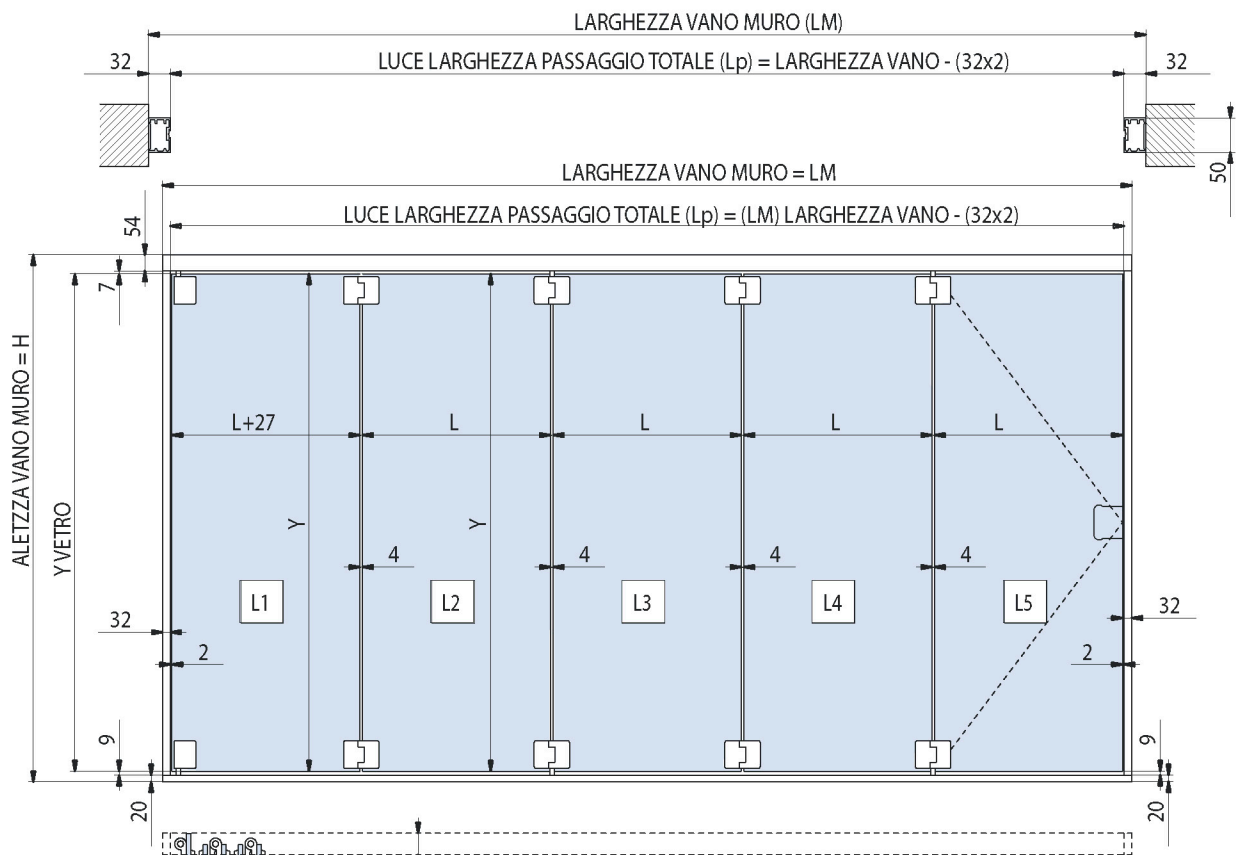 LARGHEZZA VANO MURO (LM)
32
LUCE LARGHEZZA PASSAGGIO TOTALE (Lp) = LARGHEZZA VANO - (32x2)
32
50
LARGHEZZA VANO MURO = LM
54
LUCE LARGHEZZA PASSAGGIO TOTALE (Lp) = (LM) LARGHEZZA VANO - (32x2)
7
ALETZZA VANO MURO = H
Y VETRO
L+27
L
L
L
L
Y
Y
4
4
4
4
L1
L2
L3
L4
L5
32
32
2
2
9
9
20
20